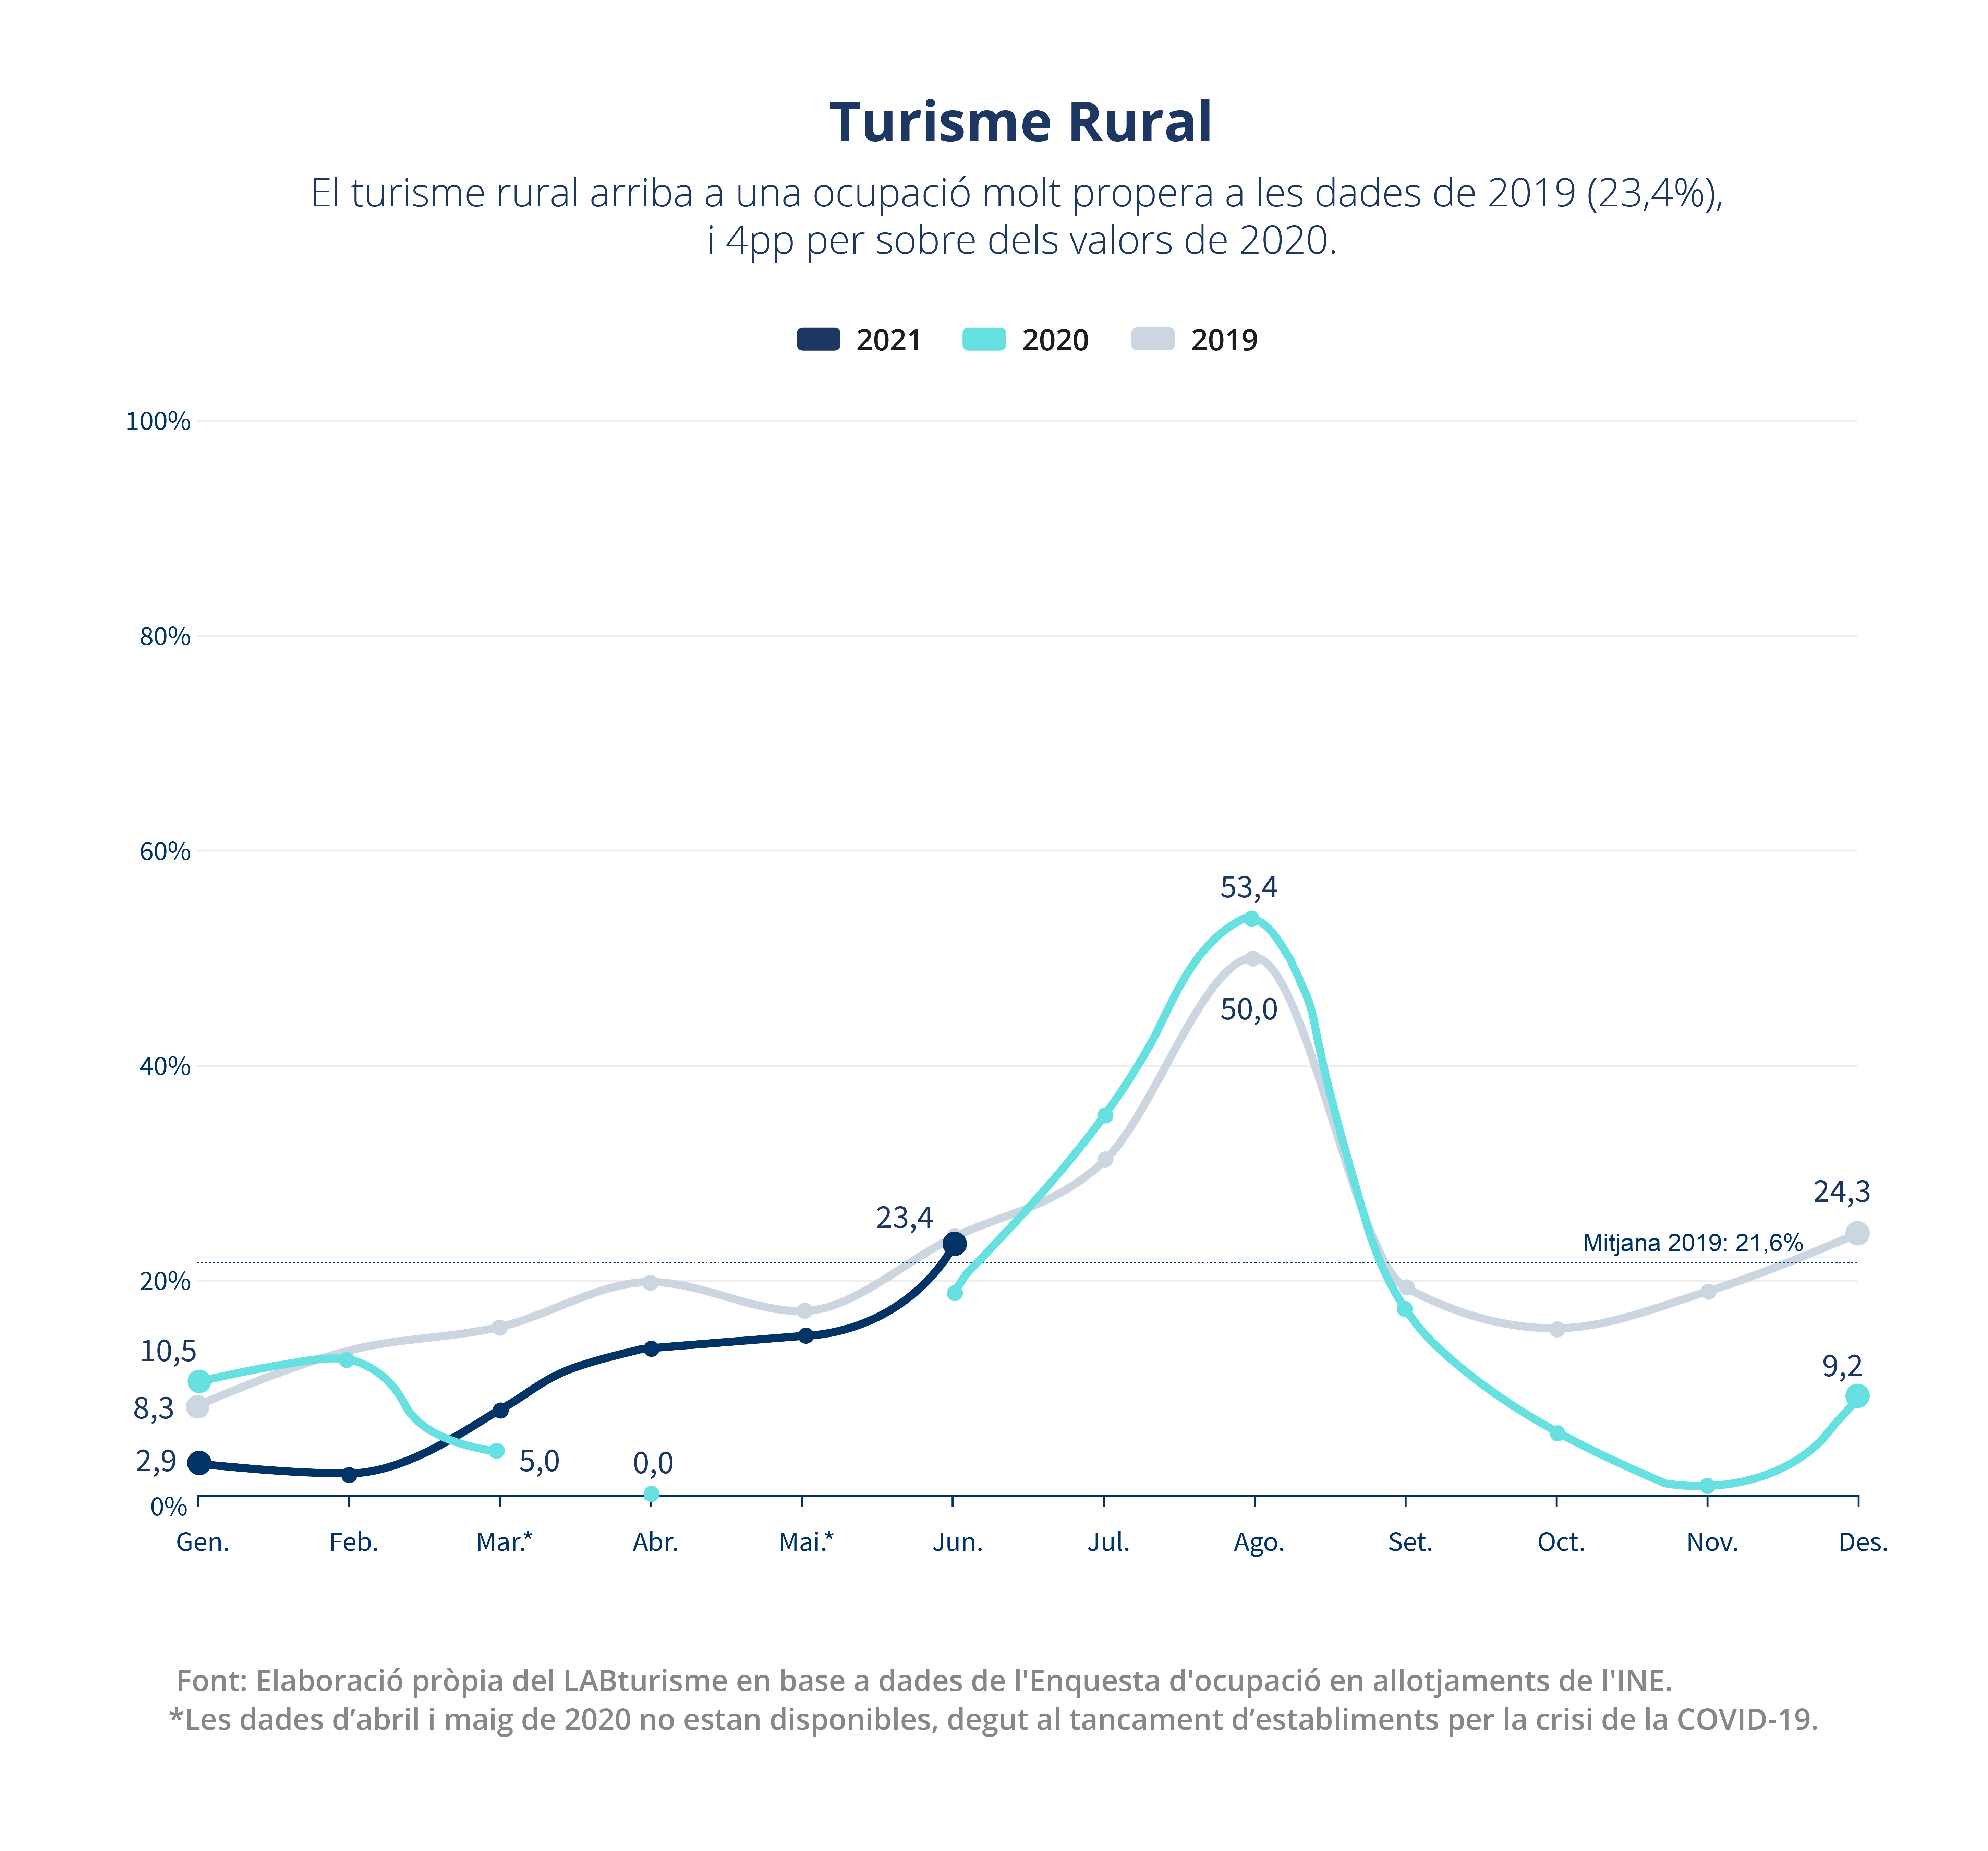 Turisme Rural
El turisme rural arriba a una ocupació molt propera a les dades de 2019 (23,4%),
i 4pp per sobre dels valors de 2020.
2021 2020 2019
100%
80%
60%
53,4
50,0
40%
24,3
23,4
Mitjana 2019: 21,6%
20%
10,5
9,2
8,3
2,9 5,0 0,0
0%
Gen. Feb. Mar.* Abr. Mai.* Jun. Jul. Ago. Set. Oct. Nov. Des.
Font: Elaboració pròpia del LABturisme en base a dades de l'Enquesta d'ocupació en allotjaments de l'INE.
*Les dades d’abril i maig de 2020 no estan disponibles, degut al tancament d’establiments per la crisi de la COVID-19.